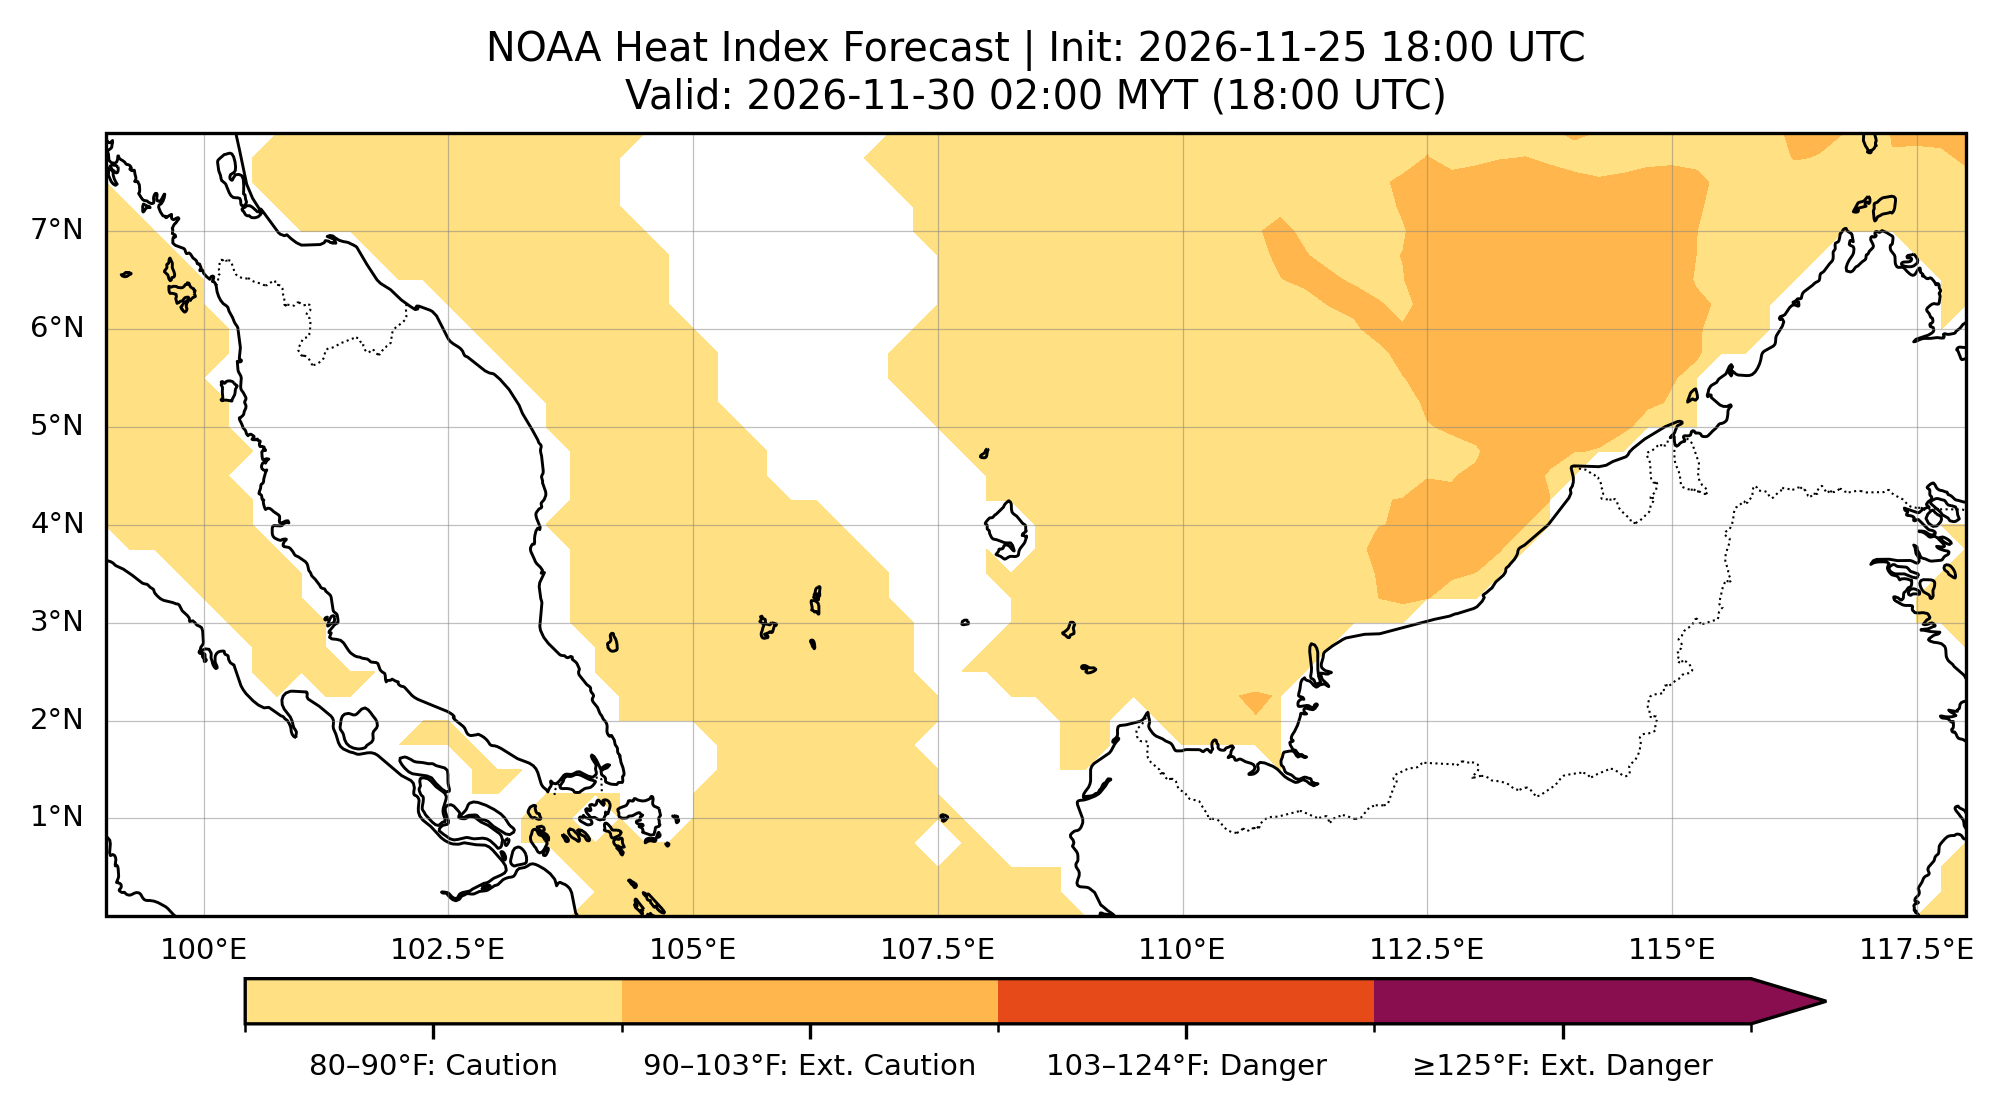 NOAA Heat Index Forecast | Init: 2026-11-25 18:00 UTC
Valid: 2026-11-30 02:00 MYT (18:00 UTC)
7°N
6°N
5°N
4°N
3°N
2°N
1°N
100°E
102.5°E
105°E
107.5°E
110°E
112.5°E
115°E
117.5°E
80–90°F: Caution
90–103°F: Ext. Caution
103–124°F: Danger
≥125°F: Ext. Danger